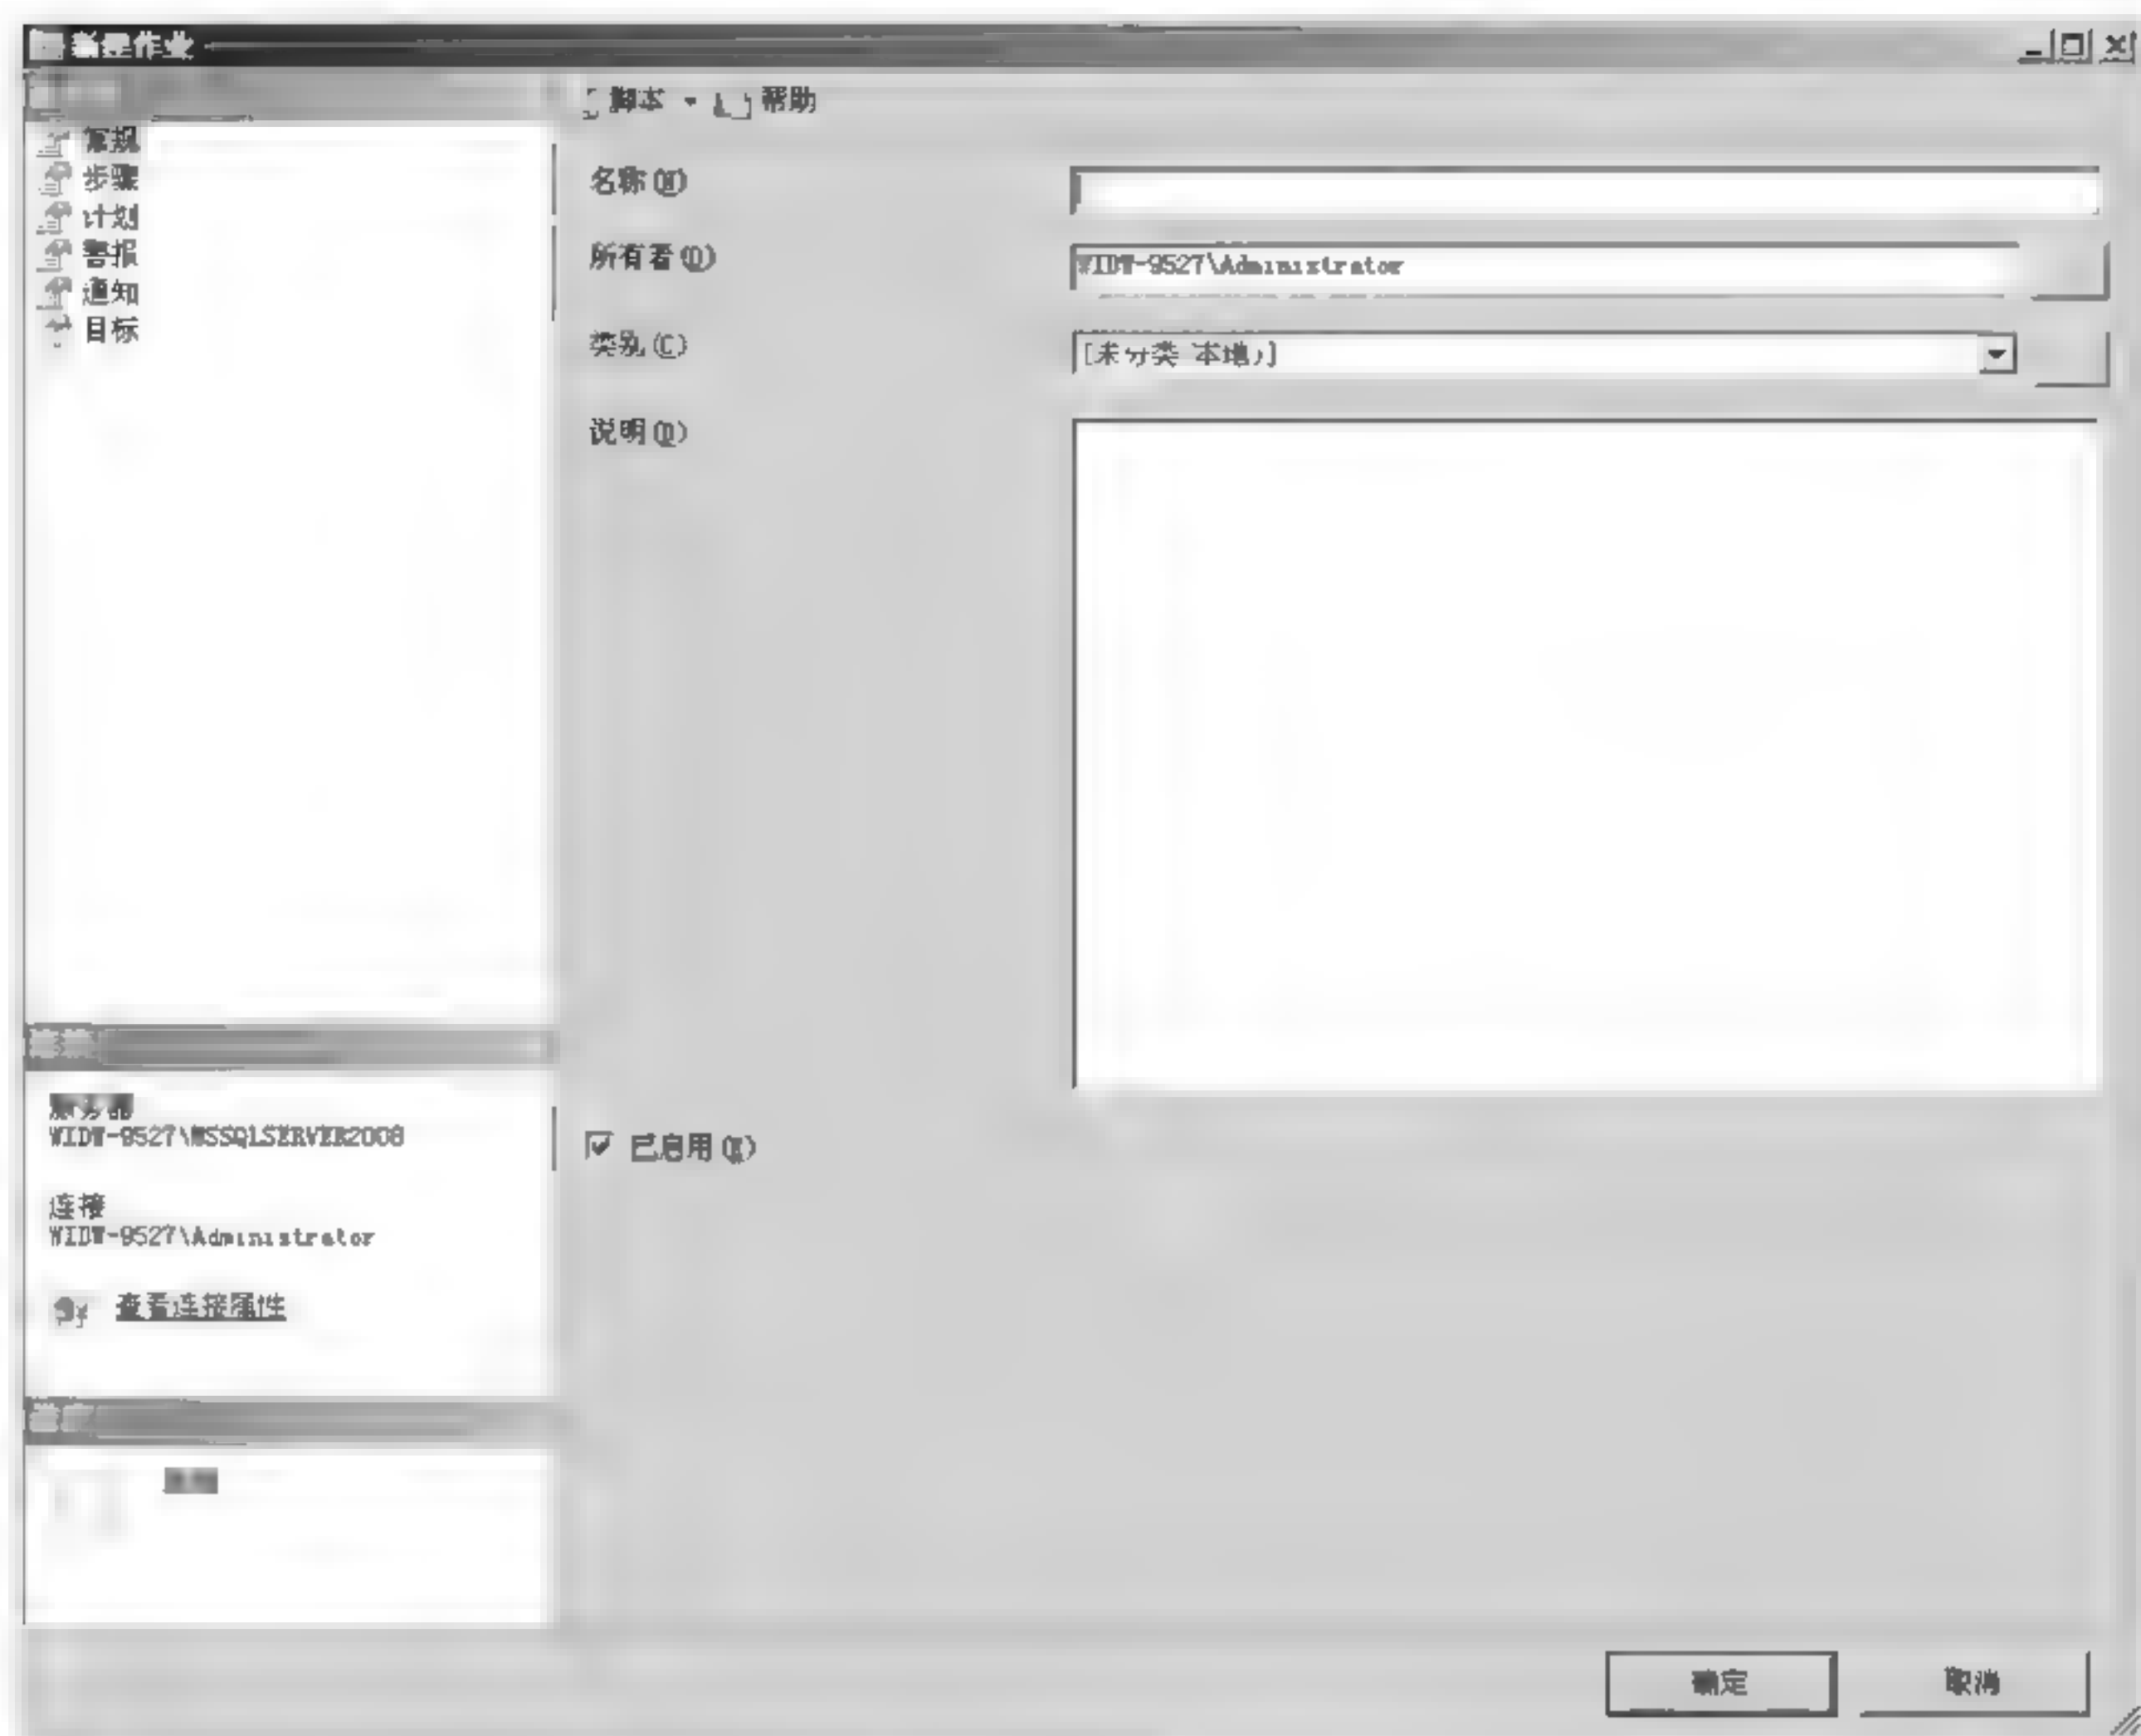 新建作业
脚本 帮助
常规
步骤
计划
警报
通知
目标
名称(N)
所有者(O)
WIDW-9527\Administrator
类别(C)
[未分类 本地)]
说明(D)
已启用(E)
服务器
WIDW-9527\MSSQLSERVER2008
连接
WIDW-9527\Administrator
查看连接属性
确定
取消